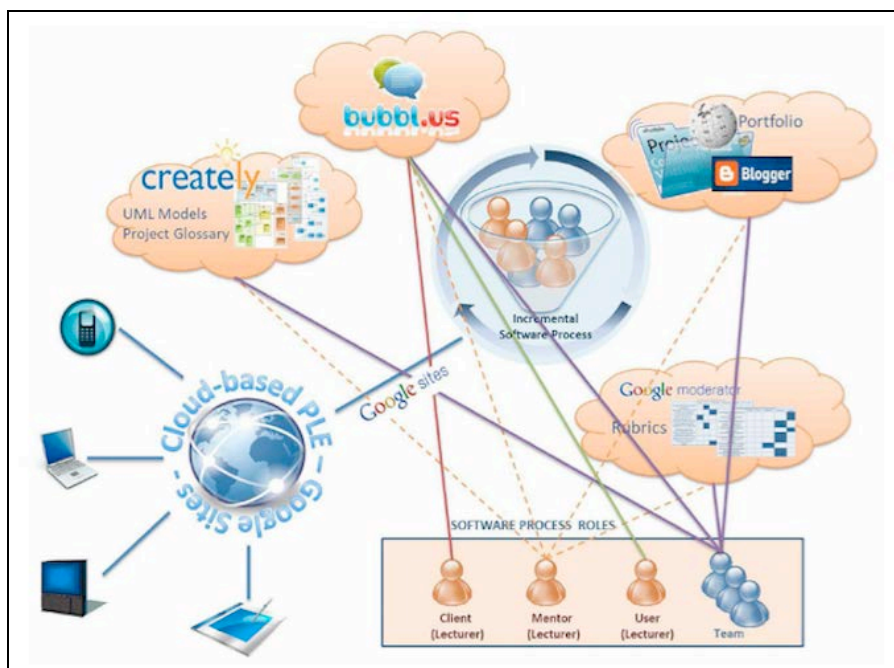 bubbl.us
Portfolio
Proje
Blogger
creately
UML Models
Project Glossary
Incremental
Software Process
Google sites
Cloud-based PLE – Google Sites -
Google moderator
Rubrics
SOFTWARE PROCESS ROLES
Client
(Lecturer)
Mentor
(Lecturer)
User
(Lecturer)
Team